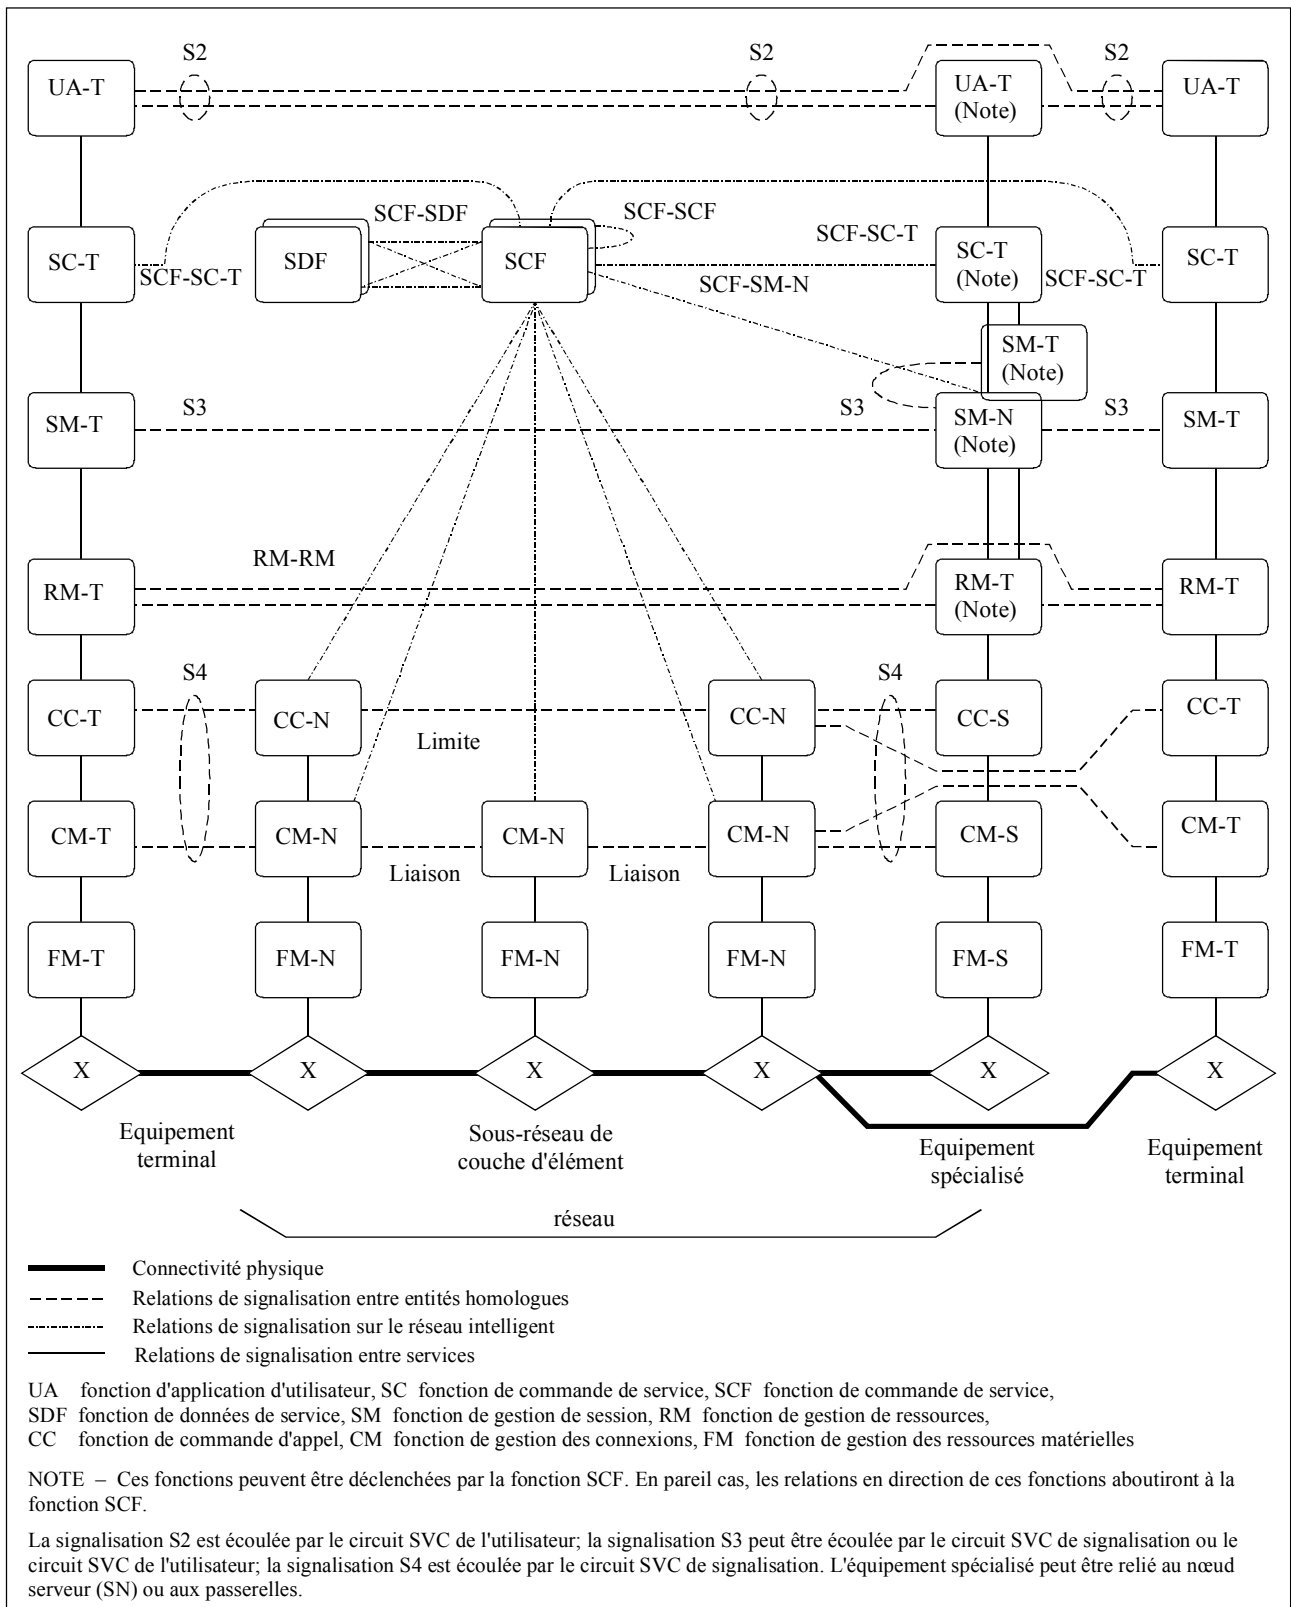 S2
S2
S2
UA-T
UA-T
(Note)
UA-T
SCF-SDF
SCF-SCF
SCF-SC-T
SC-T
SCF-SC-T
SDF
SCF
SCF-SM-N
SC-T
(Note)
SCF-SC-T
SC-T
SM-T
(Note)
SM-T
S3
S3
SM-N
(Note)
S3
SM-T
RM-RM
RM-T
RM-T
(Note)
RM-T
S4
S4
CC-T
CC-N
Limite
CC-N
CC-S
CC-T
CM-T
CM-N
CM-N
CM-N
CM-S
CM-T
Liaison
Liaison
FM-T
FM-N
FM-N
FM-N
FM-S
FM-T
X
X
X
X
X
X
Equipement
terminal
Sous-réseau de
couche d'élément
Equipement
spécialisé
Equipement
terminal
réseau
Connectivité physique
Relations de signalisation entre entités homologues
Relations de signalisation sur le réseau intelligent
Relations de signalisation entre services
UA fonction d'application d'utilisateur, SC fonction de commande de service, SCF fonction de commande de service,
SDF fonction de données de service, SM fonction de gestion de session, RM fonction de gestion de ressources,
CC fonction de commande d'appel, CM fonction de gestion des connexions, FM fonction de gestion des ressources matérielles
NOTE – Ces fonctions peuvent être déclenchées par la fonction SCF. En pareil cas, les relations en direction de ces fonctions aboutiront à la
fonction SCF.
La signalisation S2 est écoulée par le circuit SVC de l'utilisateur; la signalisation S3 peut être écoulée par le circuit SVC de signalisation ou le
circuit SVC de l'utilisateur; la signalisation S4 est écoulée par le circuit SVC de signalisation. L'équipement spécialisé peut être relié au nœud
serveur (SN) ou aux passerelles.